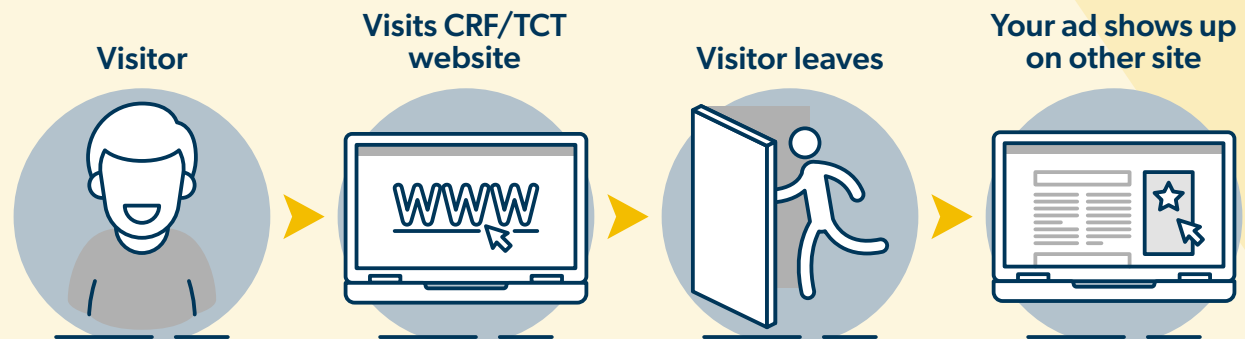 Visitor
Visits CRF/TCT
website
WWW
Visitor leaves
Your ad shows up
on other site